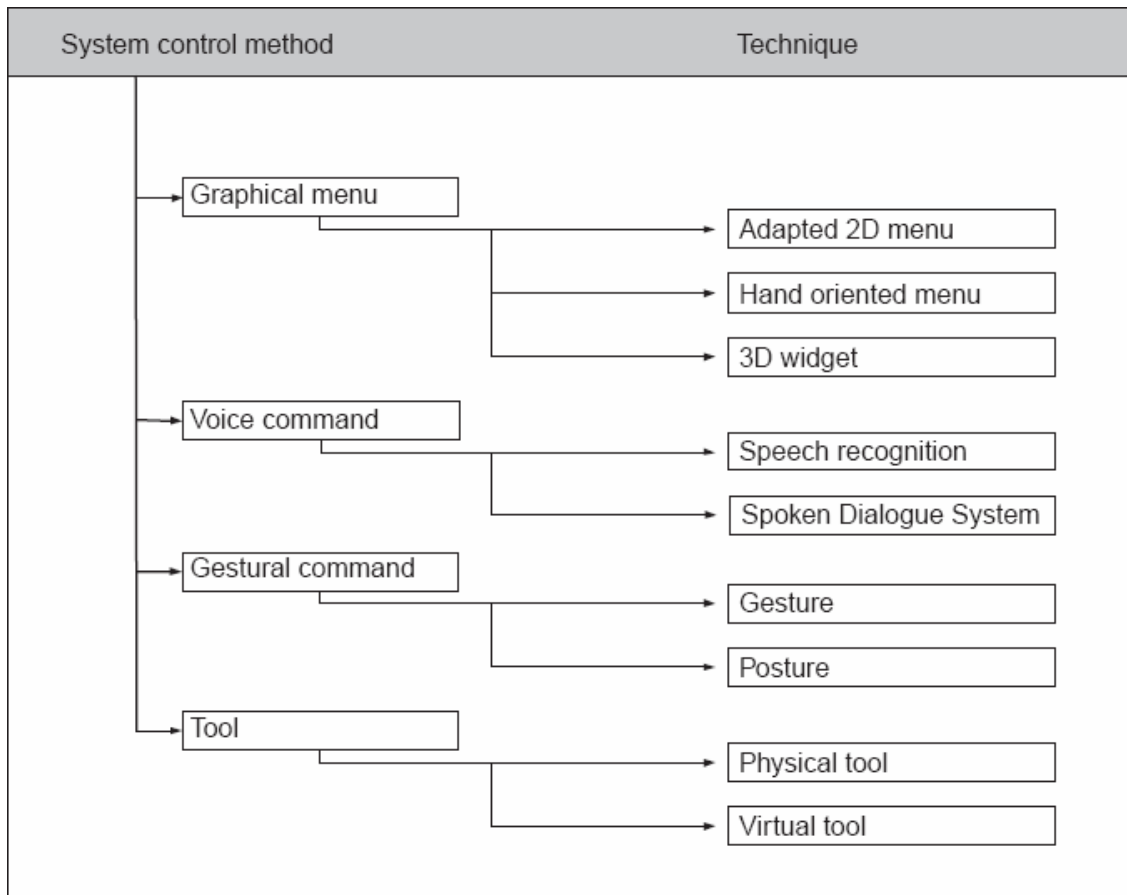 System control method
Technique
Graphical menu
Adapted 2D menu
Hand oriented menu
3D widget
Voice command
Speech recognition
Spoken Dialogue System
Gestural command
Gesture
Posture
Tool
Physical tool
Virtual tool